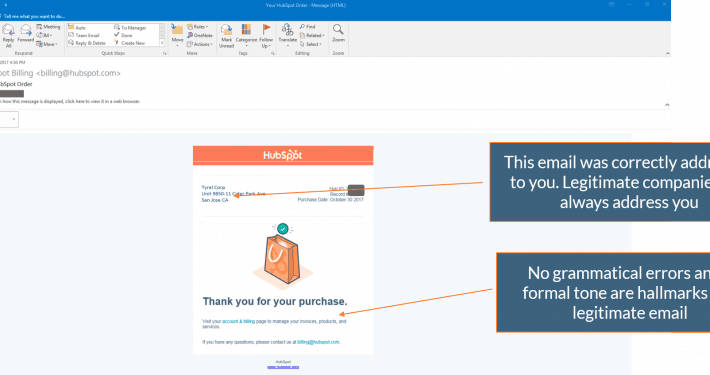 Your HubSpot Order - Message (HTML)
Tell me what you want to do...
Reply All
Forward
Meeting
IM
More
Auto:
Team Email
Reply & Delete
To Manager
Done
Create New
Move
Rules
OneNote
Actions
Mark Unread
Categorize
Follow Up
Translate
Find
Related
Select
Zoom
Respond
Quick Steps
Move
Tags
Editing
Zoom
2017 4:36 PM
ot Billing <billing@hubspot.com>
bSpot Order
how this message is displayed, click here to view it in a web browser.
HubSpot
Tyrel Corp
Unit 9850-11 Cider Park Ave
San Jose CA
Hub ID
Record
Purchase Date: October 30 2017
Thank you for your purchase.
Visit your account & billing page to manage your invoices, products, and
services.
If you have any questions, please contact us at billing@hubspot.com.
HubSpot
www.hubspot.com
This email was correctly addr
to you. Legitimate companie
always address you
No grammatical errors an
formal tone are hallmarks
legitimate email